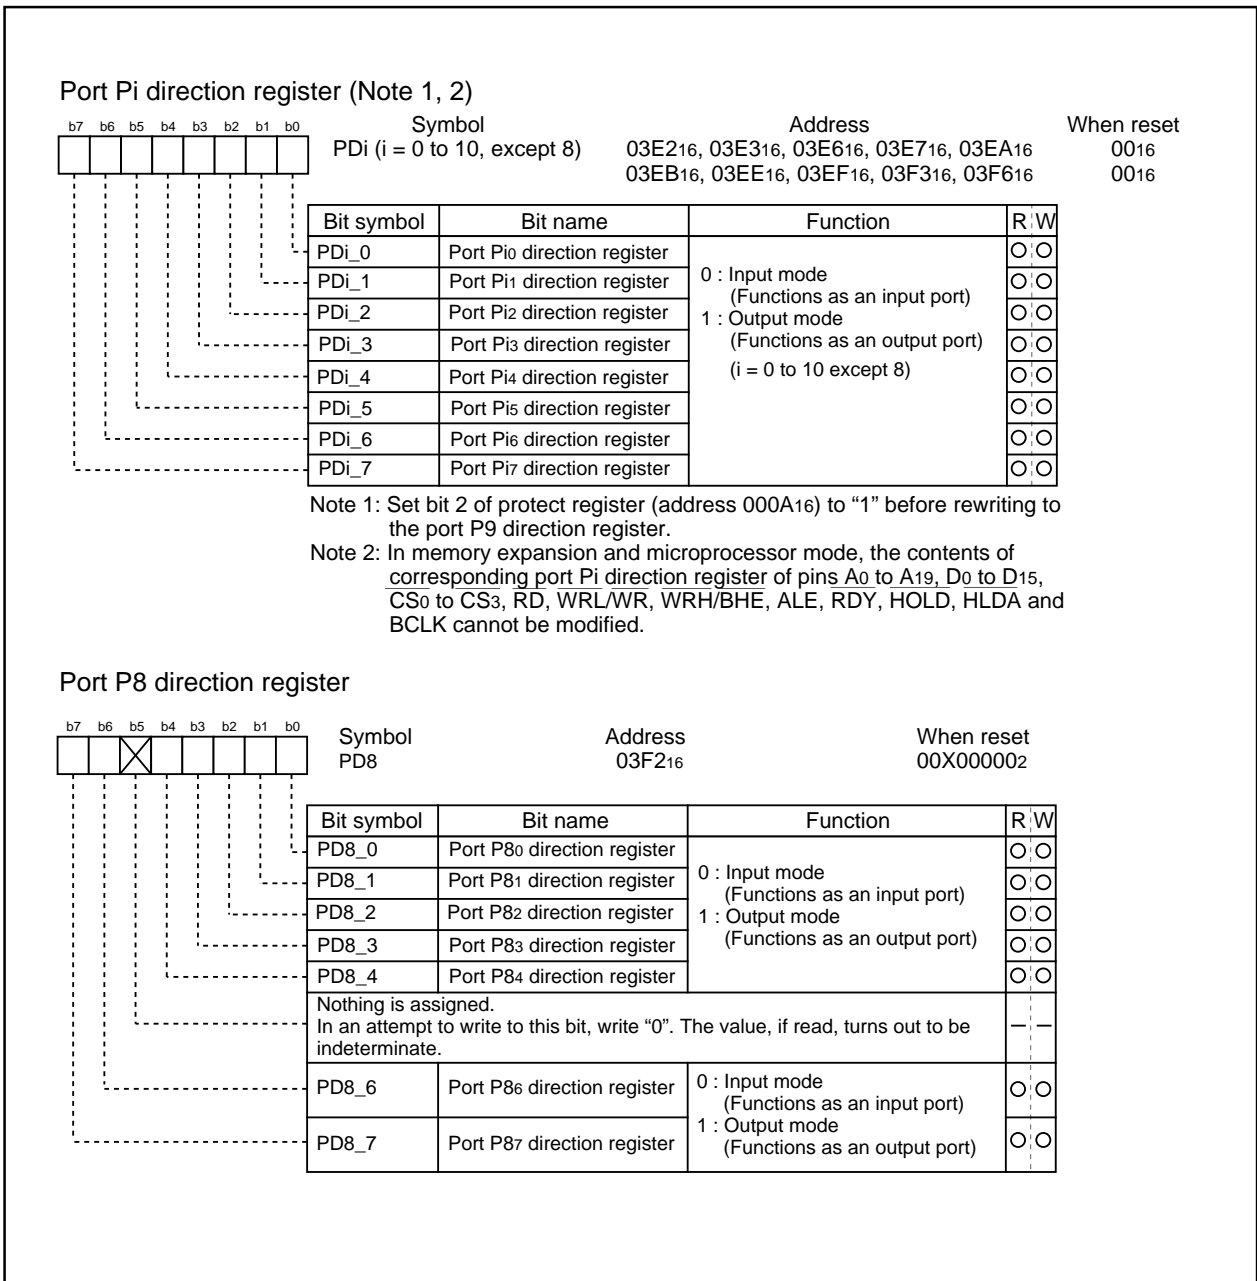 Port Pi direction register (Note 1, 2)
b7 b6 b5 b4 b3 b2 b1 b0
Symbol Address When reset
PDi (i = 0 to 10, except 8) 03E216, 03E316, 03E616, 03E716, 03EA16 0016
03EB16, 03EE16, 03EF16, 03F316, 03F616 0016
Bit symbol Bit name Function R W
PDi_0 Port Pi0 direction register
PDi_1 Port Pi1 direction register
PDi_2 Port Pi2 direction register
PDi_3 Port Pi3 direction register
PDi_4 Port Pi4 direction register
PDi_5 Port Pi5 direction register
PDi_6 Port Pi6 direction register
PDi_7 Port Pi7 direction register
0 : Input mode
(Functions as an input port)
1 : Output mode
(Functions as an output port)
(i = 0 to 10 except 8)
Note 1: Set bit 2 of protect register (address 000A16) to “1” before rewriting to
the port P9 direction register.
Note 2: In memory expansion and microprocessor mode, the contents of
corresponding port Pi direction register of pins A0 to A19, D0 to D15,
CS0 to CS3, RD, WRL/WR, WRH/BHE, ALE, RDY, HOLD, HLDA and
BCLK cannot be modified.
Port P8 direction register
b7 b6 b5 b4 b3 b2 b1 b0
Symbol Address When reset
PD8 03F216 00X000002
Bit symbol Bit name Function R W
PD8_0 Port P80 direction register
PD8_1 Port P81 direction register
PD8_2 Port P82 direction register
PD8_3 Port P83 direction register
PD8_4 Port P84 direction register
0 : Input mode
(Functions as an input port)
1 : Output mode
(Functions as an output port)
Nothing is assigned.
In an attempt to write to this bit, write “0”. The value, if read, turns out to be
indeterminate.
PD8_6 Port P86 direction register
PD8_7 Port P87 direction register
0 : Input mode
(Functions as an input port)
1 : Output mode
(Functions as an output port)